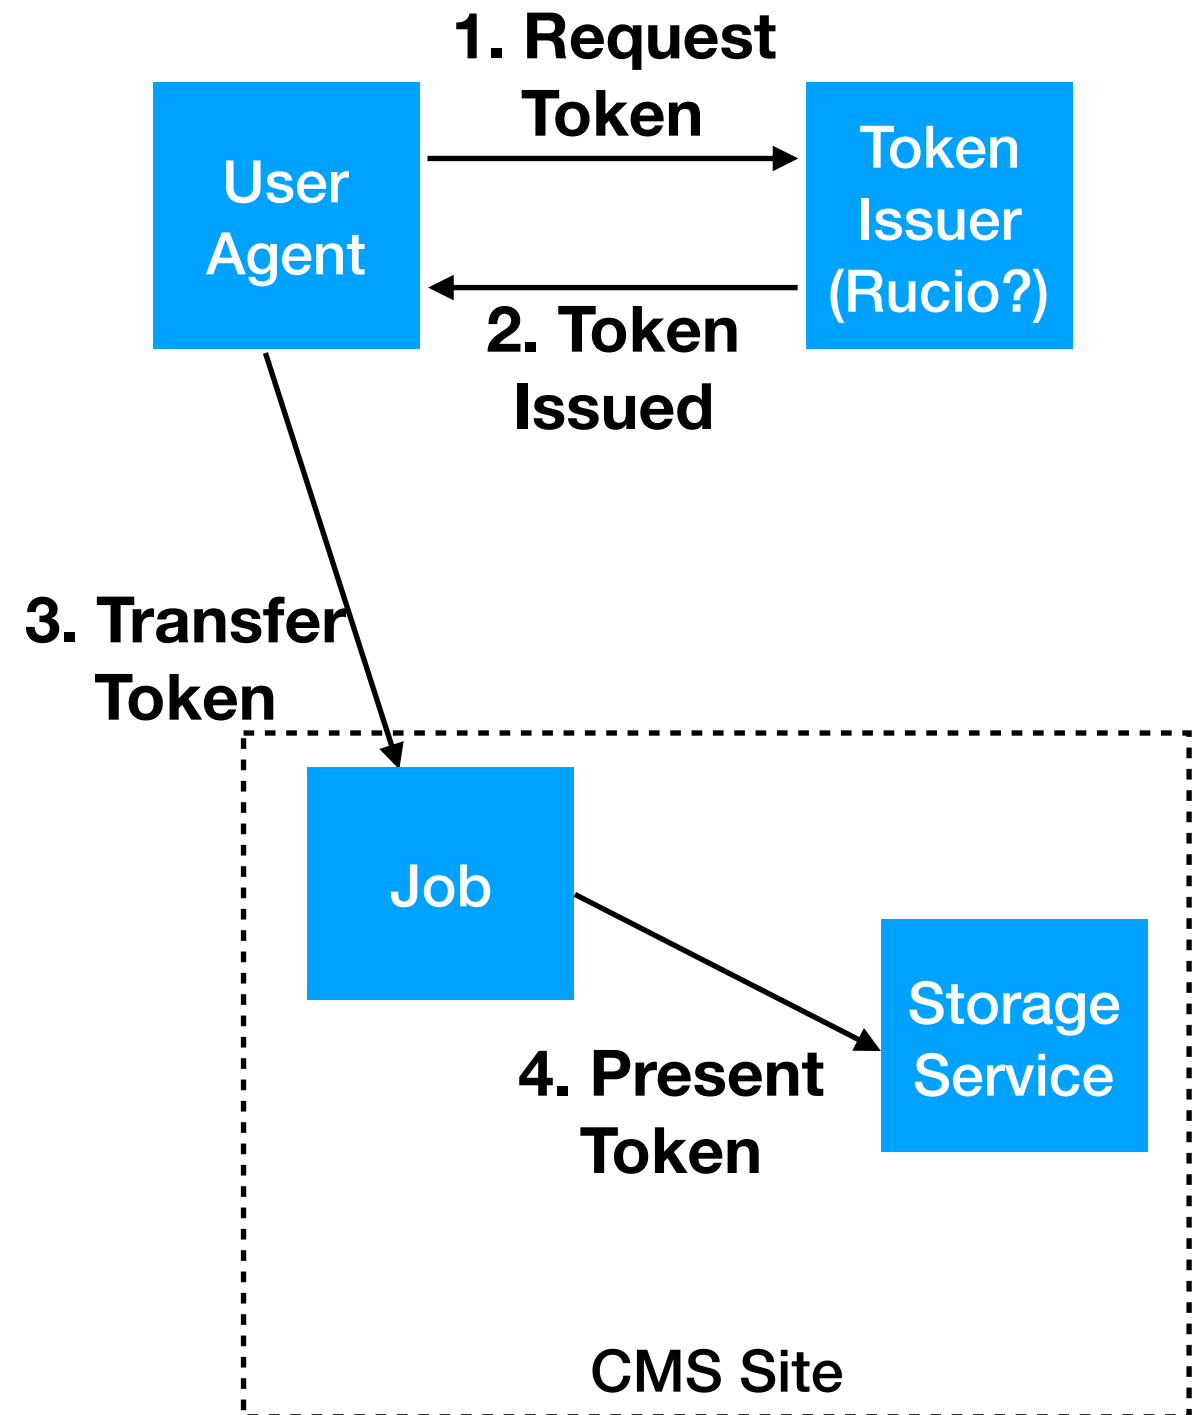 1. Request
Token
User
Agent
Token
Issuer
(Rucio?)
2. Token
Issued
3. Transfer
Token
Job
Storage
Service
4. Present
Token
CMS Site